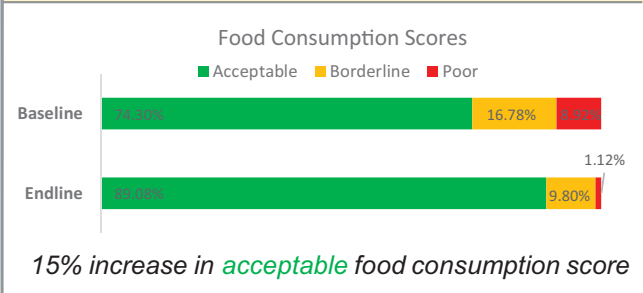 Food Consumption Scores
Acceptable Borderline Poor
Baseline 74.30% 16.78% 8.92%
1.12%
Endline 89.08% 9.80%
15% increase in acceptable food consumption score